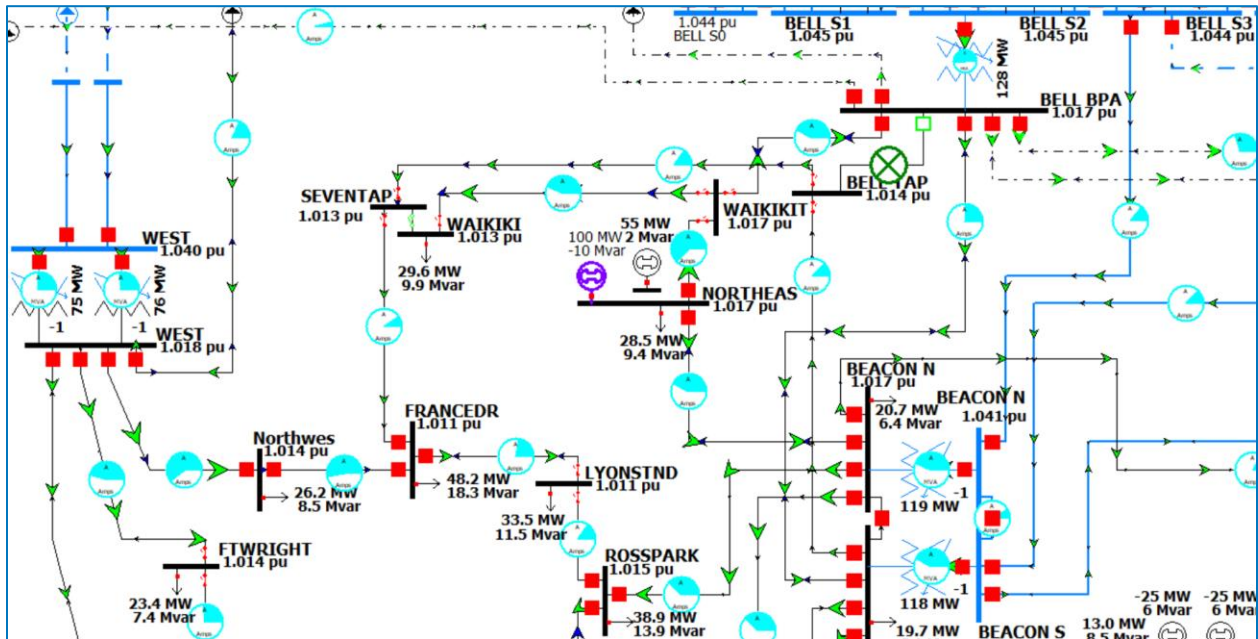 1.044 pu
BELL S0
BELL S1
1.045 pu
BELL S2
1.045 pu
BELL S3
1.044 pu
128 MW
BELL BPA
1.017 pu
SEVENTAP
1.013 pu
WAIKIKI
1.013 pu
29.6 MW
9.9 Mvar
WAIKIKIT
1.017 pu
BELL TAP
1.014 pu
55 MW
2 Mvar
100 MW
-10 Mvar
NORTHEAS
1.017 pu
28.5 MW
9.4 Mvar
WEST
1.040 pu
75 MW
76 MW
-1
-1
WEST
1.018 pu
BEACON N
1.017 pu
20.7 MW
6.4 Mvar
BEACON N
1.041 pu
FRANCEDR
1.011 pu
48.2 MW
18.3 Mvar
Northwes
1.014 pu
26.2 MW
8.5 Mvar
LYONSTND
1.011 pu
33.5 MW
11.5 Mvar
119 MW
-1
FTWRIGHT
1.014 pu
23.4 MW
7.4 Mvar
ROSSPARK
1.015 pu
38.9 MW
13.9 Mvar
118 MW
-1
19.7 MW
BEACON S
13.0 MW
8.5 Mvar
-25 MW
6 Mvar
-25 MW
6 Mvar